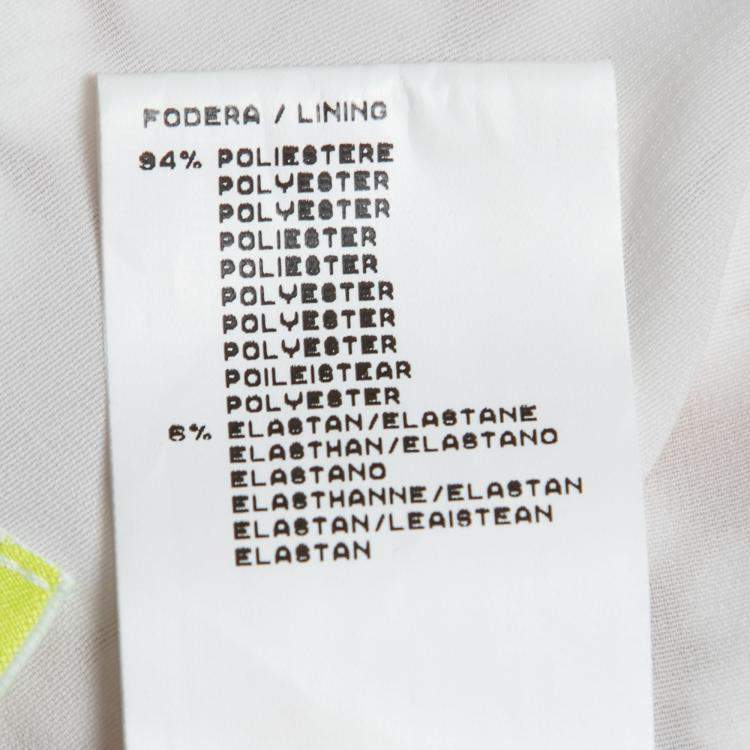 FODERA / LINING
94% POLIESTERE
POLYESTER
POLYESTER
POLIESTER
POLIESTER
POLYESTER
POLYESTER
POLYESTER
POILEISTEAR
POLYESTER
6% ELASTAN/ELASTANE
ELASTHAN/ELASTANO
ELASTANO
ELASTHANNE/ELASTAN
ELASTAN/LEAISTEAN
ELASTAN